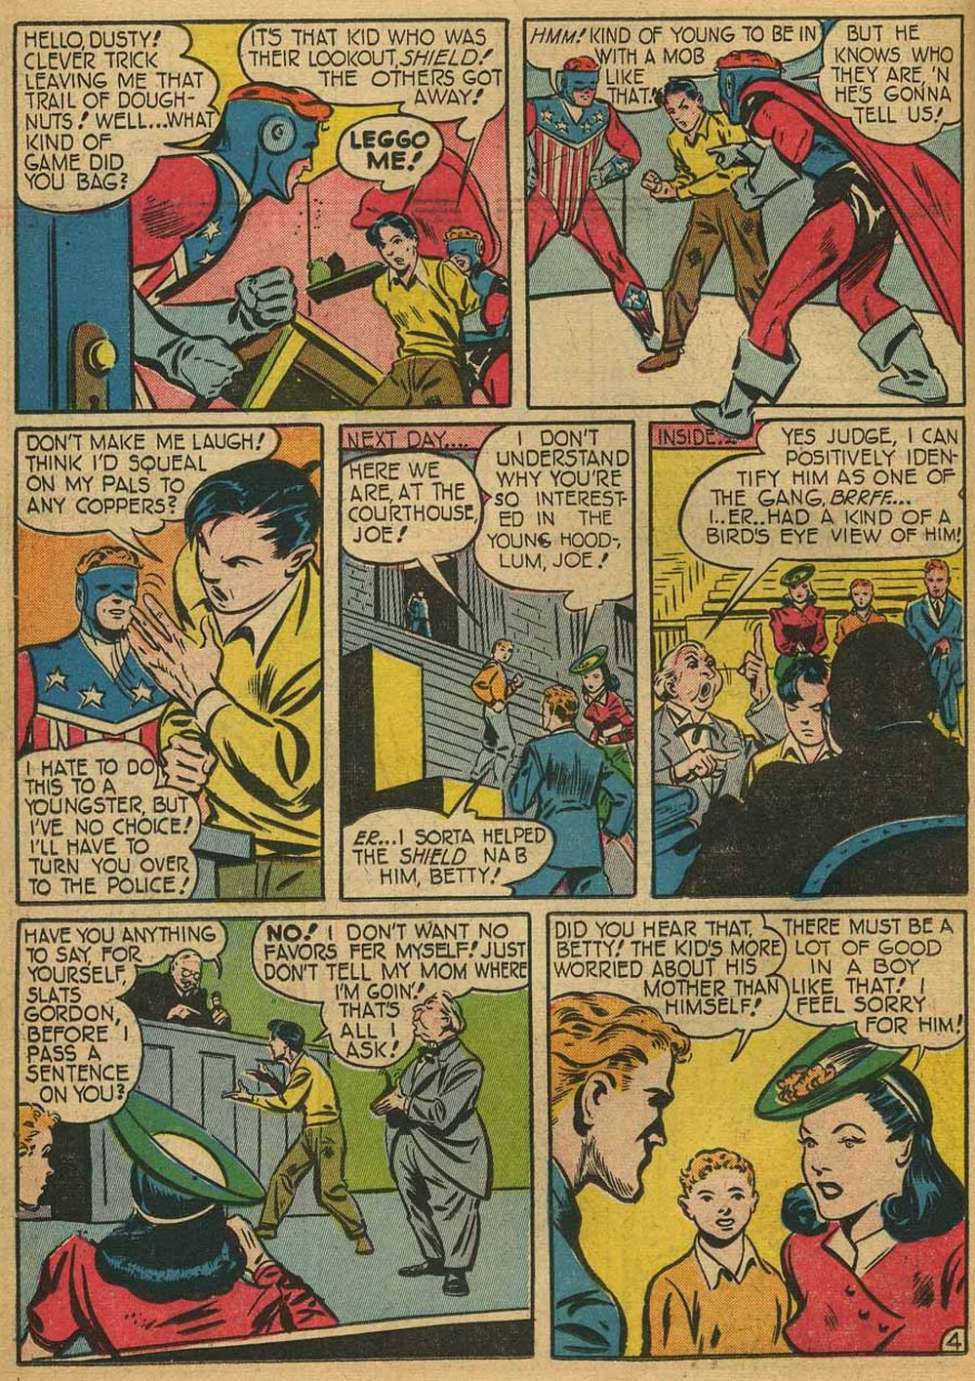 HELLO, DUSTY!
CLEVER TRICK
LEAVING ME THAT
TRAIL OF DOUGH-
NUTS! WELL...WHAT
KIND OF
GAME DID
YOU BAG?
IT'S THAT KID WHO WAS
THEIR LOOKOUT, SHIELD!
THE OTHERS GOT
AWAY!
LEGGO
ME!
HMM! KIND OF YOUNG TO BE IN
WITH A MOB
LIKE
THAT!
BUT HE
KNOWS WHO
THEY ARE, 'N
HE'S GONNA
TELL US!
DON'T MAKE ME LAUGH!
THINK I'D SQUEAL
ON MY PALS TO
ANY COPPERS?
I HATE TO DO
THIS TO A
YOUNGSTER, BUT
I'VE NO CHOICE!
I'LL HAVE TO
TURN YOU OVER
TO THE POLICE!
NEXT DAY....
HERE WE
ARE, AT THE
COURTHOUSE,
JOE!
I DON'T
UNDERSTAND
WHY YOU'RE
SO INTEREST-
ED IN THE
YOUNG HOOD-
LUM, JOE!
ER...I SORTA HELPED
THE SHIELD NAB
HIM, BETTY!
INSIDE..
YES JUDGE, I CAN
POSITIVELY IDEN-
TIFY HIM AS ONE OF
THE GANG, BRRFF....
I..ER..HAD A KIND OF A
BIRD'S EYE VIEW OF HIM!
HAVE YOU ANYTHING
TO SAY, FOR
YOURSELF,
SLATS
GORDON,
BEFORE I
PASS A
SENTENCE
ON YOU?
NO! I DON'T WANT NO
FAVORS FER MYSELF! JUST
DON'T TELL MY MOM WHERE
I'M GOIN'!
THAT'S
ALL I
ASK!
DID YOU HEAR THAT,
BETTY! THE KID'S MORE
WORRIED ABOUT HIS
MOTHER THAN
HIMSELF!
THERE MUST BE A
LOT OF GOOD
IN A BOY
LIKE THAT! I
FEEL SORRY
FOR HIM!
4